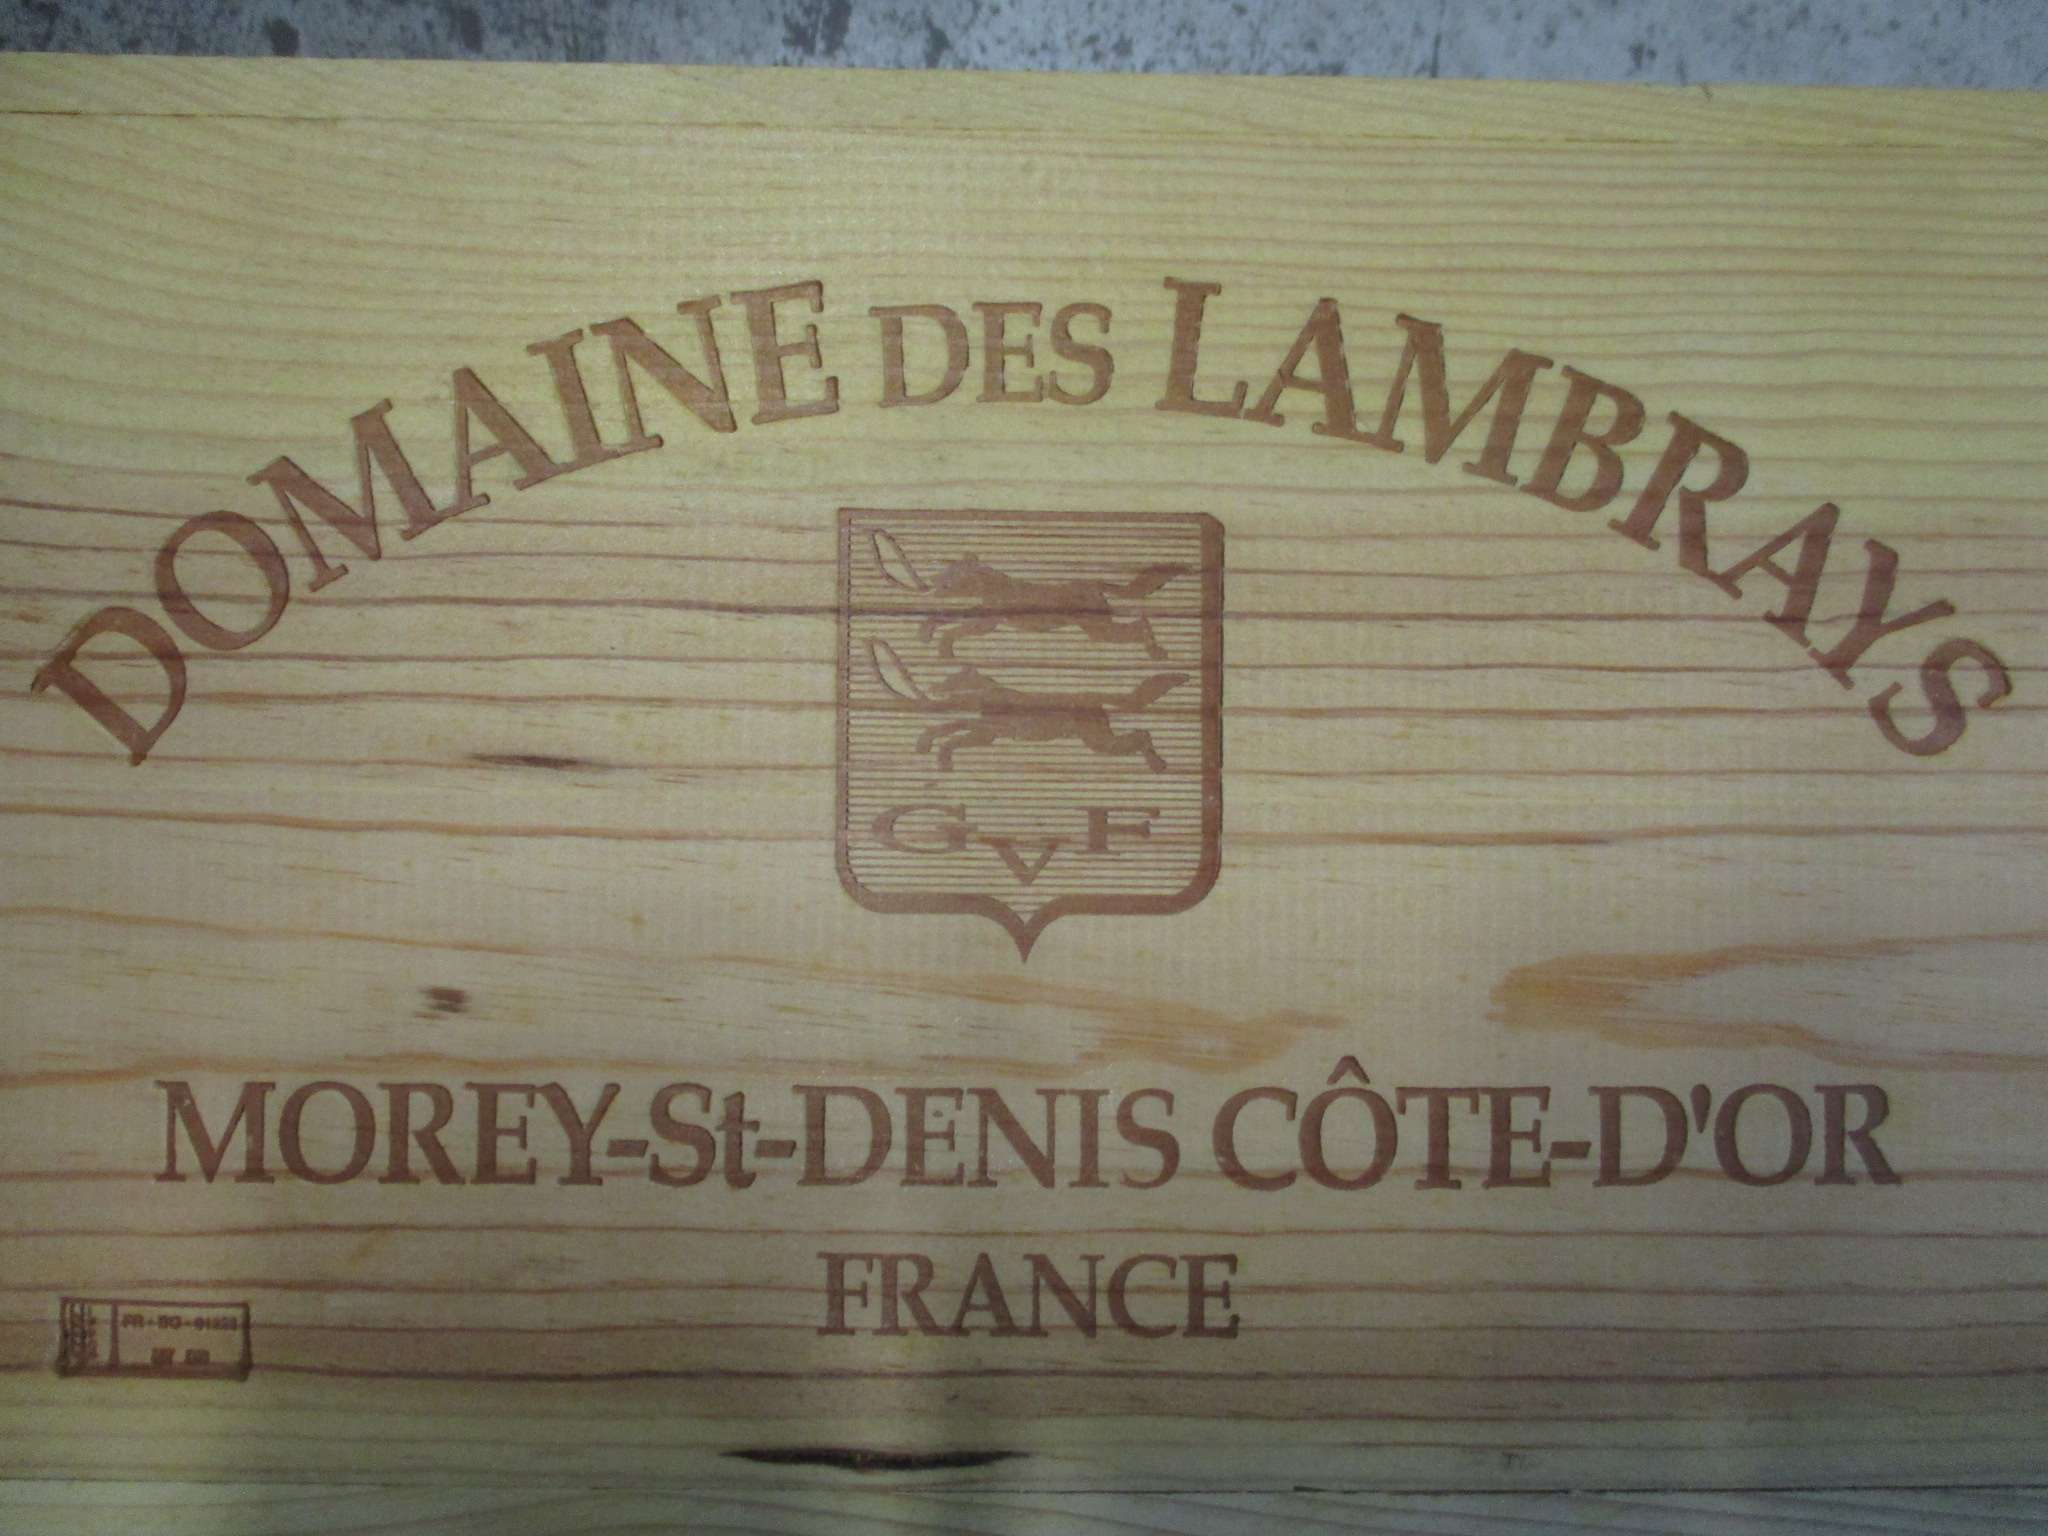 DOMAINE DES LAMBRAYS
GVF
MOREY-St-DENIS CÔTE-D'OR
FRANCE